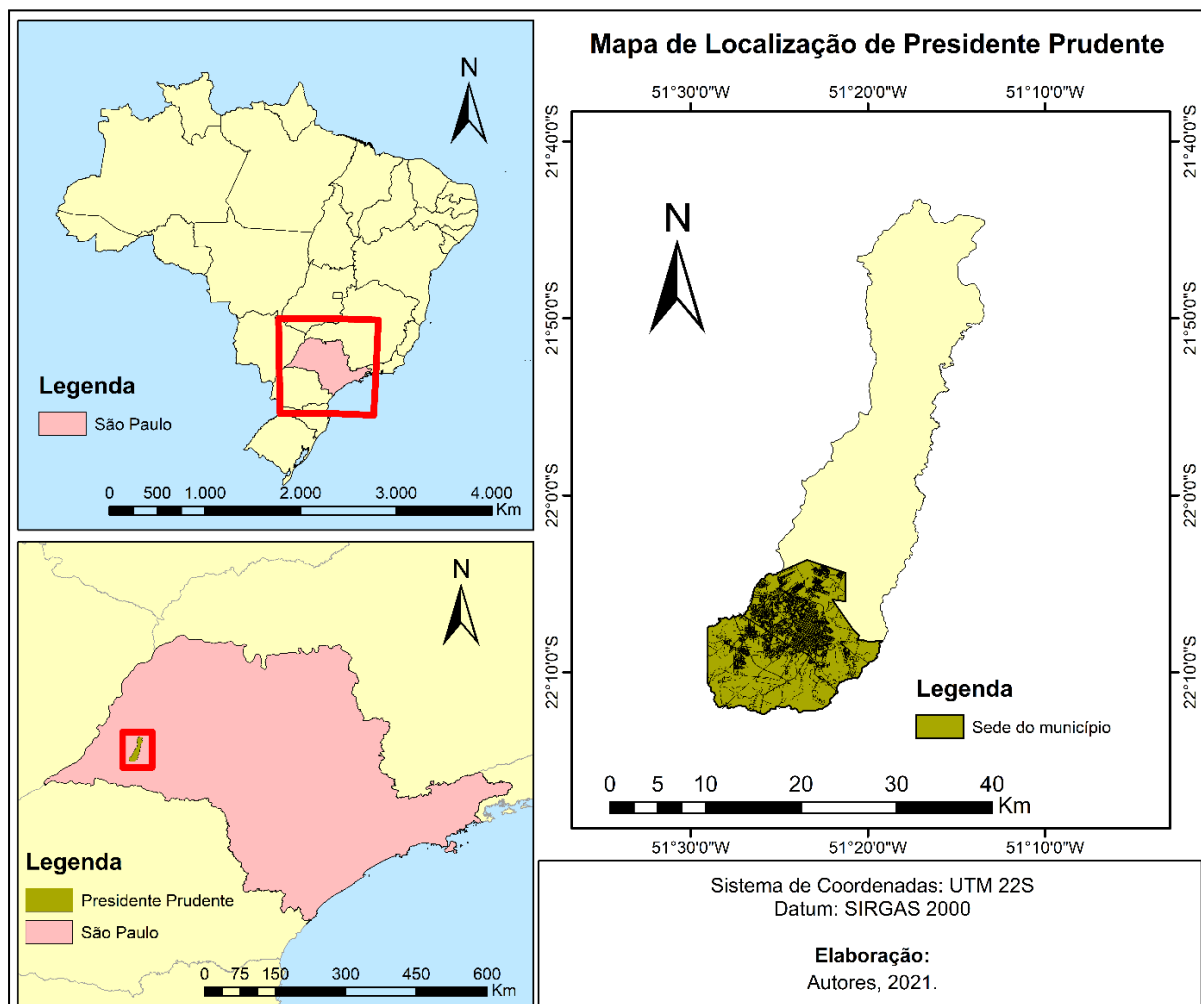 N
Legenda
São Paulo
0 500 1.000 2.000 3.000 4.000
Km
N
Legenda
Presidente Prudente
São Paulo
0 75 150 300 450 600
Km
Mapa de Localização de Presidente Prudente
51°30'0"W 51°20'0"W 51°10'0"W
21°40'0"S 21°40'0"S
N
21°50'0"S 21°50'0"S
22°0'0"S 22°0'0"S
22°10'0"S 22°10'0"S
Legenda
Sede do município
0 5 10 20 30 40
Km
51°30'0"W 51°20'0"W 51°10'0"W
Sistema de Coordenadas: UTM 22S
Datum: SIRGAS 2000
Elaboração:
Autores, 2021.